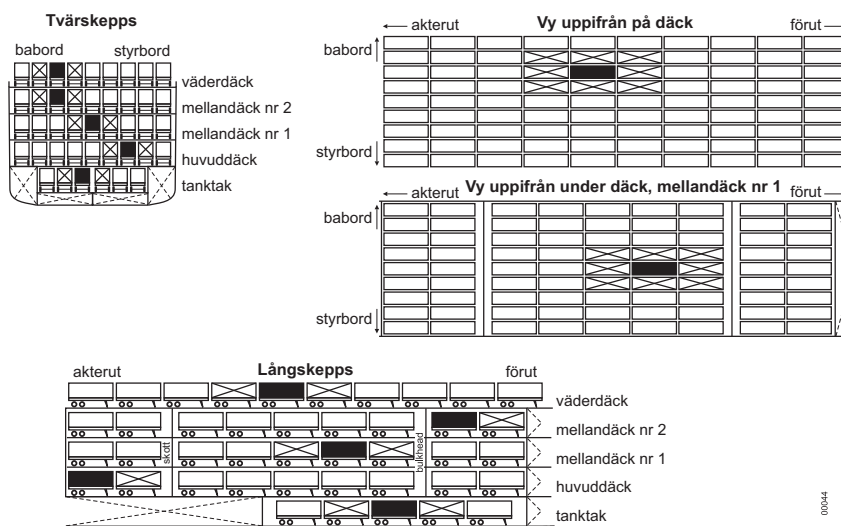 Tvärskepps
babord styrbord
väderdäck
mellandäck nr 2
mellandäck nr 1
huvuddäck
tanktak
akterut Vy uppifrån på däck förut
babord
styrbord
akterut Vy uppifrån under däck, mellandäck nr 1 förut
babord
styrbord
akterut Långskepps förut
väderdäck
mellandäck nr 2
mellandäck nr 1
huvuddäck
tanktak
skott
bulkhead
00044